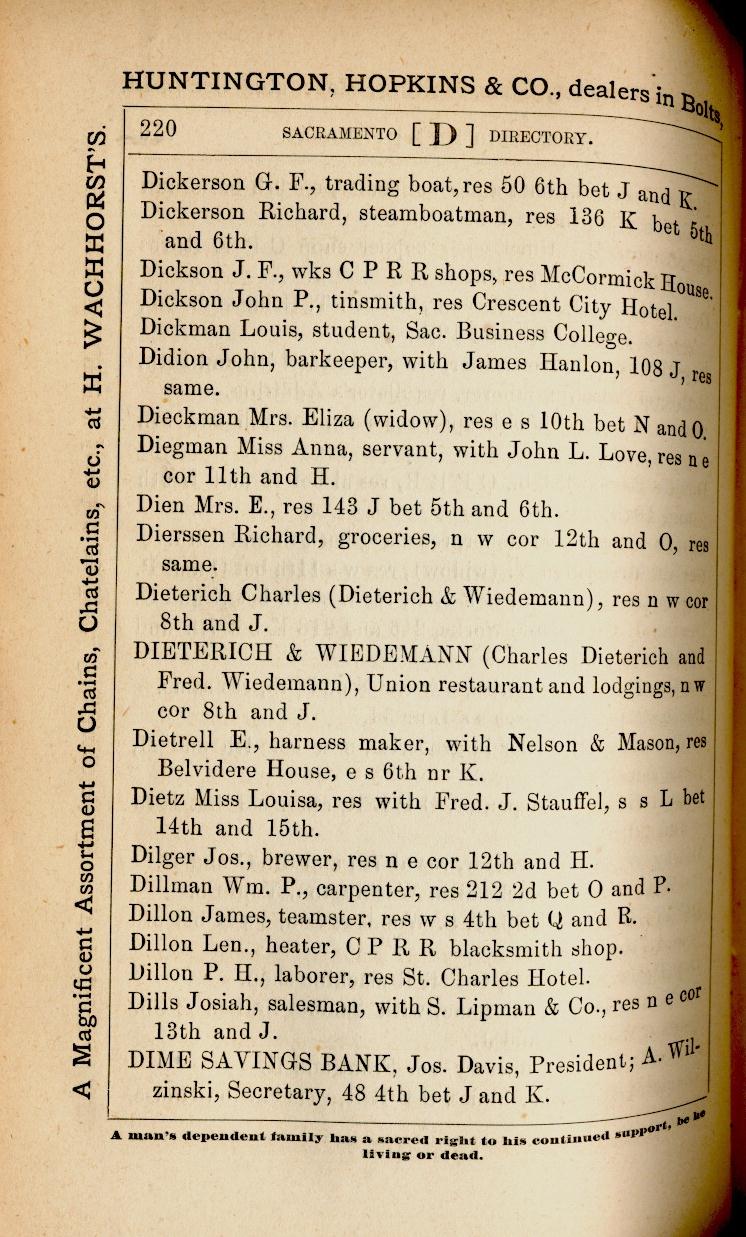 HUNTINGTON, HOPKINS & CO., dealers in Bolts,
220 SACRAMENTO [ D ] DIRECTORY.
Dickerson G. F., trading boat, res 50 6th bet J and K.
Dickerson Richard, steamboatman, res 136 K bet 5th
and 6th.
Dickson J. F., wks C P R R shops, res McCormick House.
Dickson John P., tinsmith, res Crescent City Hotel.
Dickman Louis, student, Sac. Business College.
Didion John, barkeeper, with James Hanlon, 108 J, res
same.
Dieckman Mrs. Eliza (widow), res e s 10th bet N and O.
Diegman Miss Anna, servant, with John L. Love, res n e
cor 11th and H.
Dien Mrs. E., res 143 J bet 5th and 6th.
Dierssen Richard, groceries, n w cor 12th and O, res
same.
Dieterich Charles (Dieterich & Wiedemann), res n w cor
8th and J.
DIETERICH & WIEDEMANN (Charles Dieterich and
Fred. Wiedemann), Union restaurant and lodgings, n w
cor 8th and J.
Dietrell E., harness maker, with Nelson & Mason, res
Belvidere House, e s 6th nr K.
Dietz Miss Louisa, res with Fred. J. Stauffel, s s L bet
14th and 15th.
Dilger Jos., brewer, res n e cor 12th and H.
Dillman Wm. P., carpenter, res 212 2d bet O and P.
Dillon James, teamster, res w s 4th bet Q and R.
Dillon Len., heater, C P R R blacksmith shop.
Dillon P. H., laborer, res St. Charles Hotel.
Dills Josiah, salesman, with S. Lipman & Co., res n e cor
13th and J.
DIME SAVINGS BANK, Jos. Davis, President; A. Wil-
zinski, Secretary, 48 4th bet J and K.
A man's dependent family has a sacred right to his continued support, be he
living or dead.
A Magnificent Assortment of Chains, Chatelains, etc., at H. WACHHORST'S.